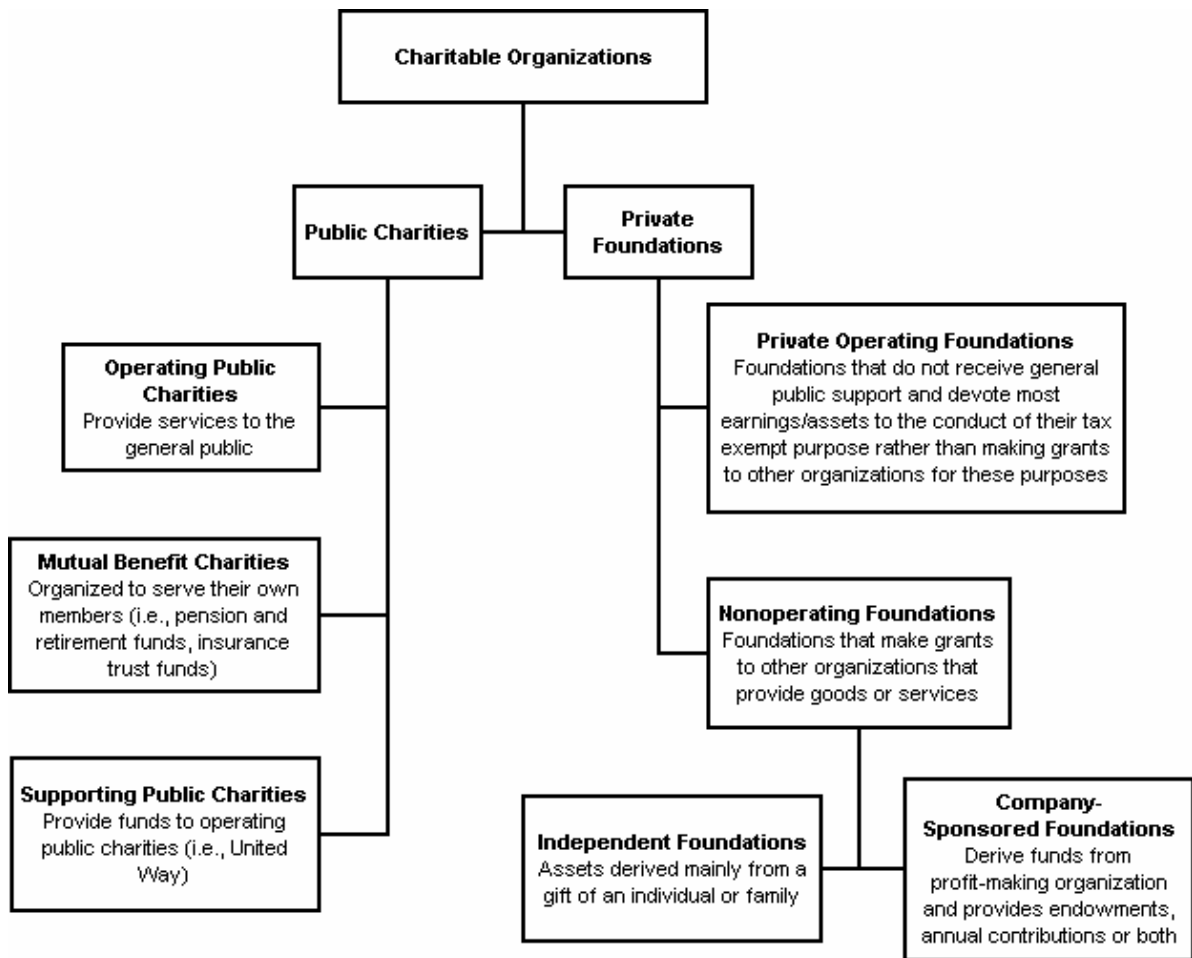 Charitable Organizations
Public Charities
Private
Foundations
Operating Public
Charities
Provide services to the
general public
Mutual Benefit Charities
Organized to serve their own
members (i.e., pension and
retirement funds, insurance
trust funds)
Supporting Public Charities
Provide funds to operating
public charities (i.e., United
Way)
Private Operating Foundations
Foundations that do not receive general
public support and devote most
earnings/assets to the conduct of their tax
exempt purpose rather than making grants
to other organizations for these purposes
Nonoperating Foundations
Foundations that make grants
to other organizations that
provide goods or services
Independent Foundations
Assets derived mainly from a
gift of an individual or family
Company-
Sponsored Foundations
Derive funds from
profit-making organization
and provides endowments,
annual contributions or both